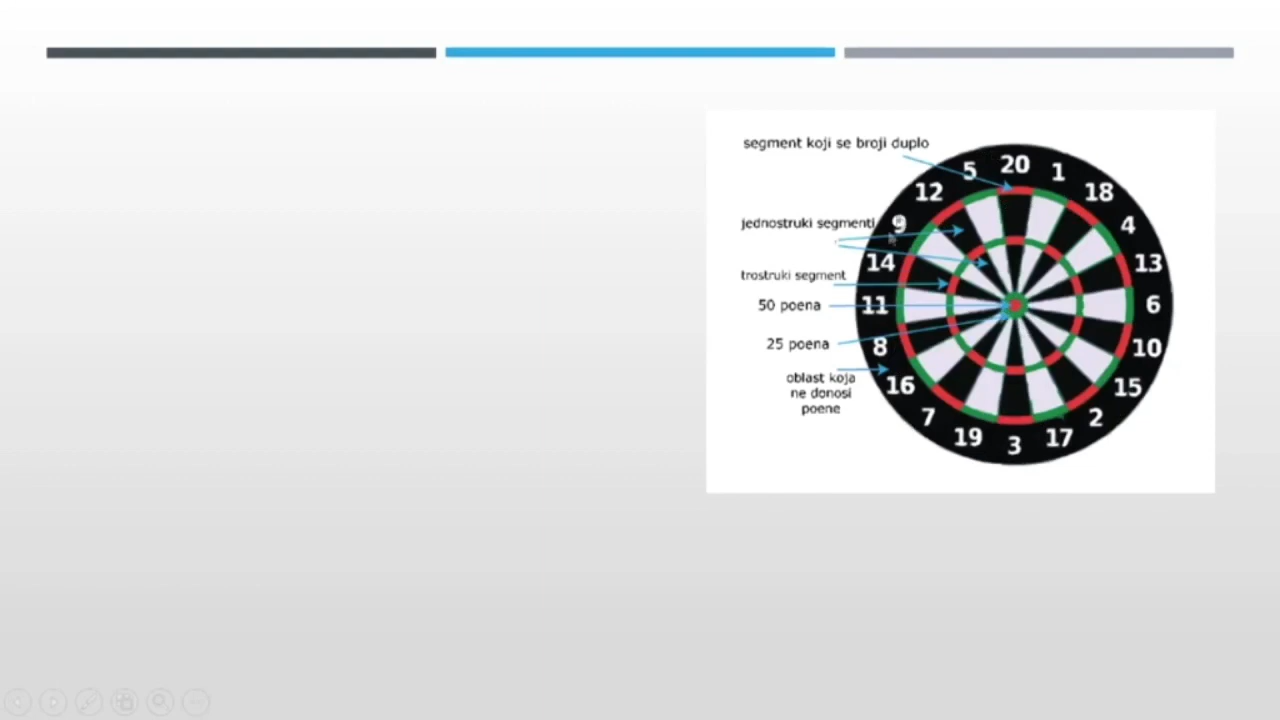 segment koji se broji duplo
jednostruki segmenti
trostruki segment
50 poena
25 poena
oblast koja
ne donosi
poene
20
1
18
4
13
6
10
15
2
17
3
19
7
16
8
11
14
9
12
5